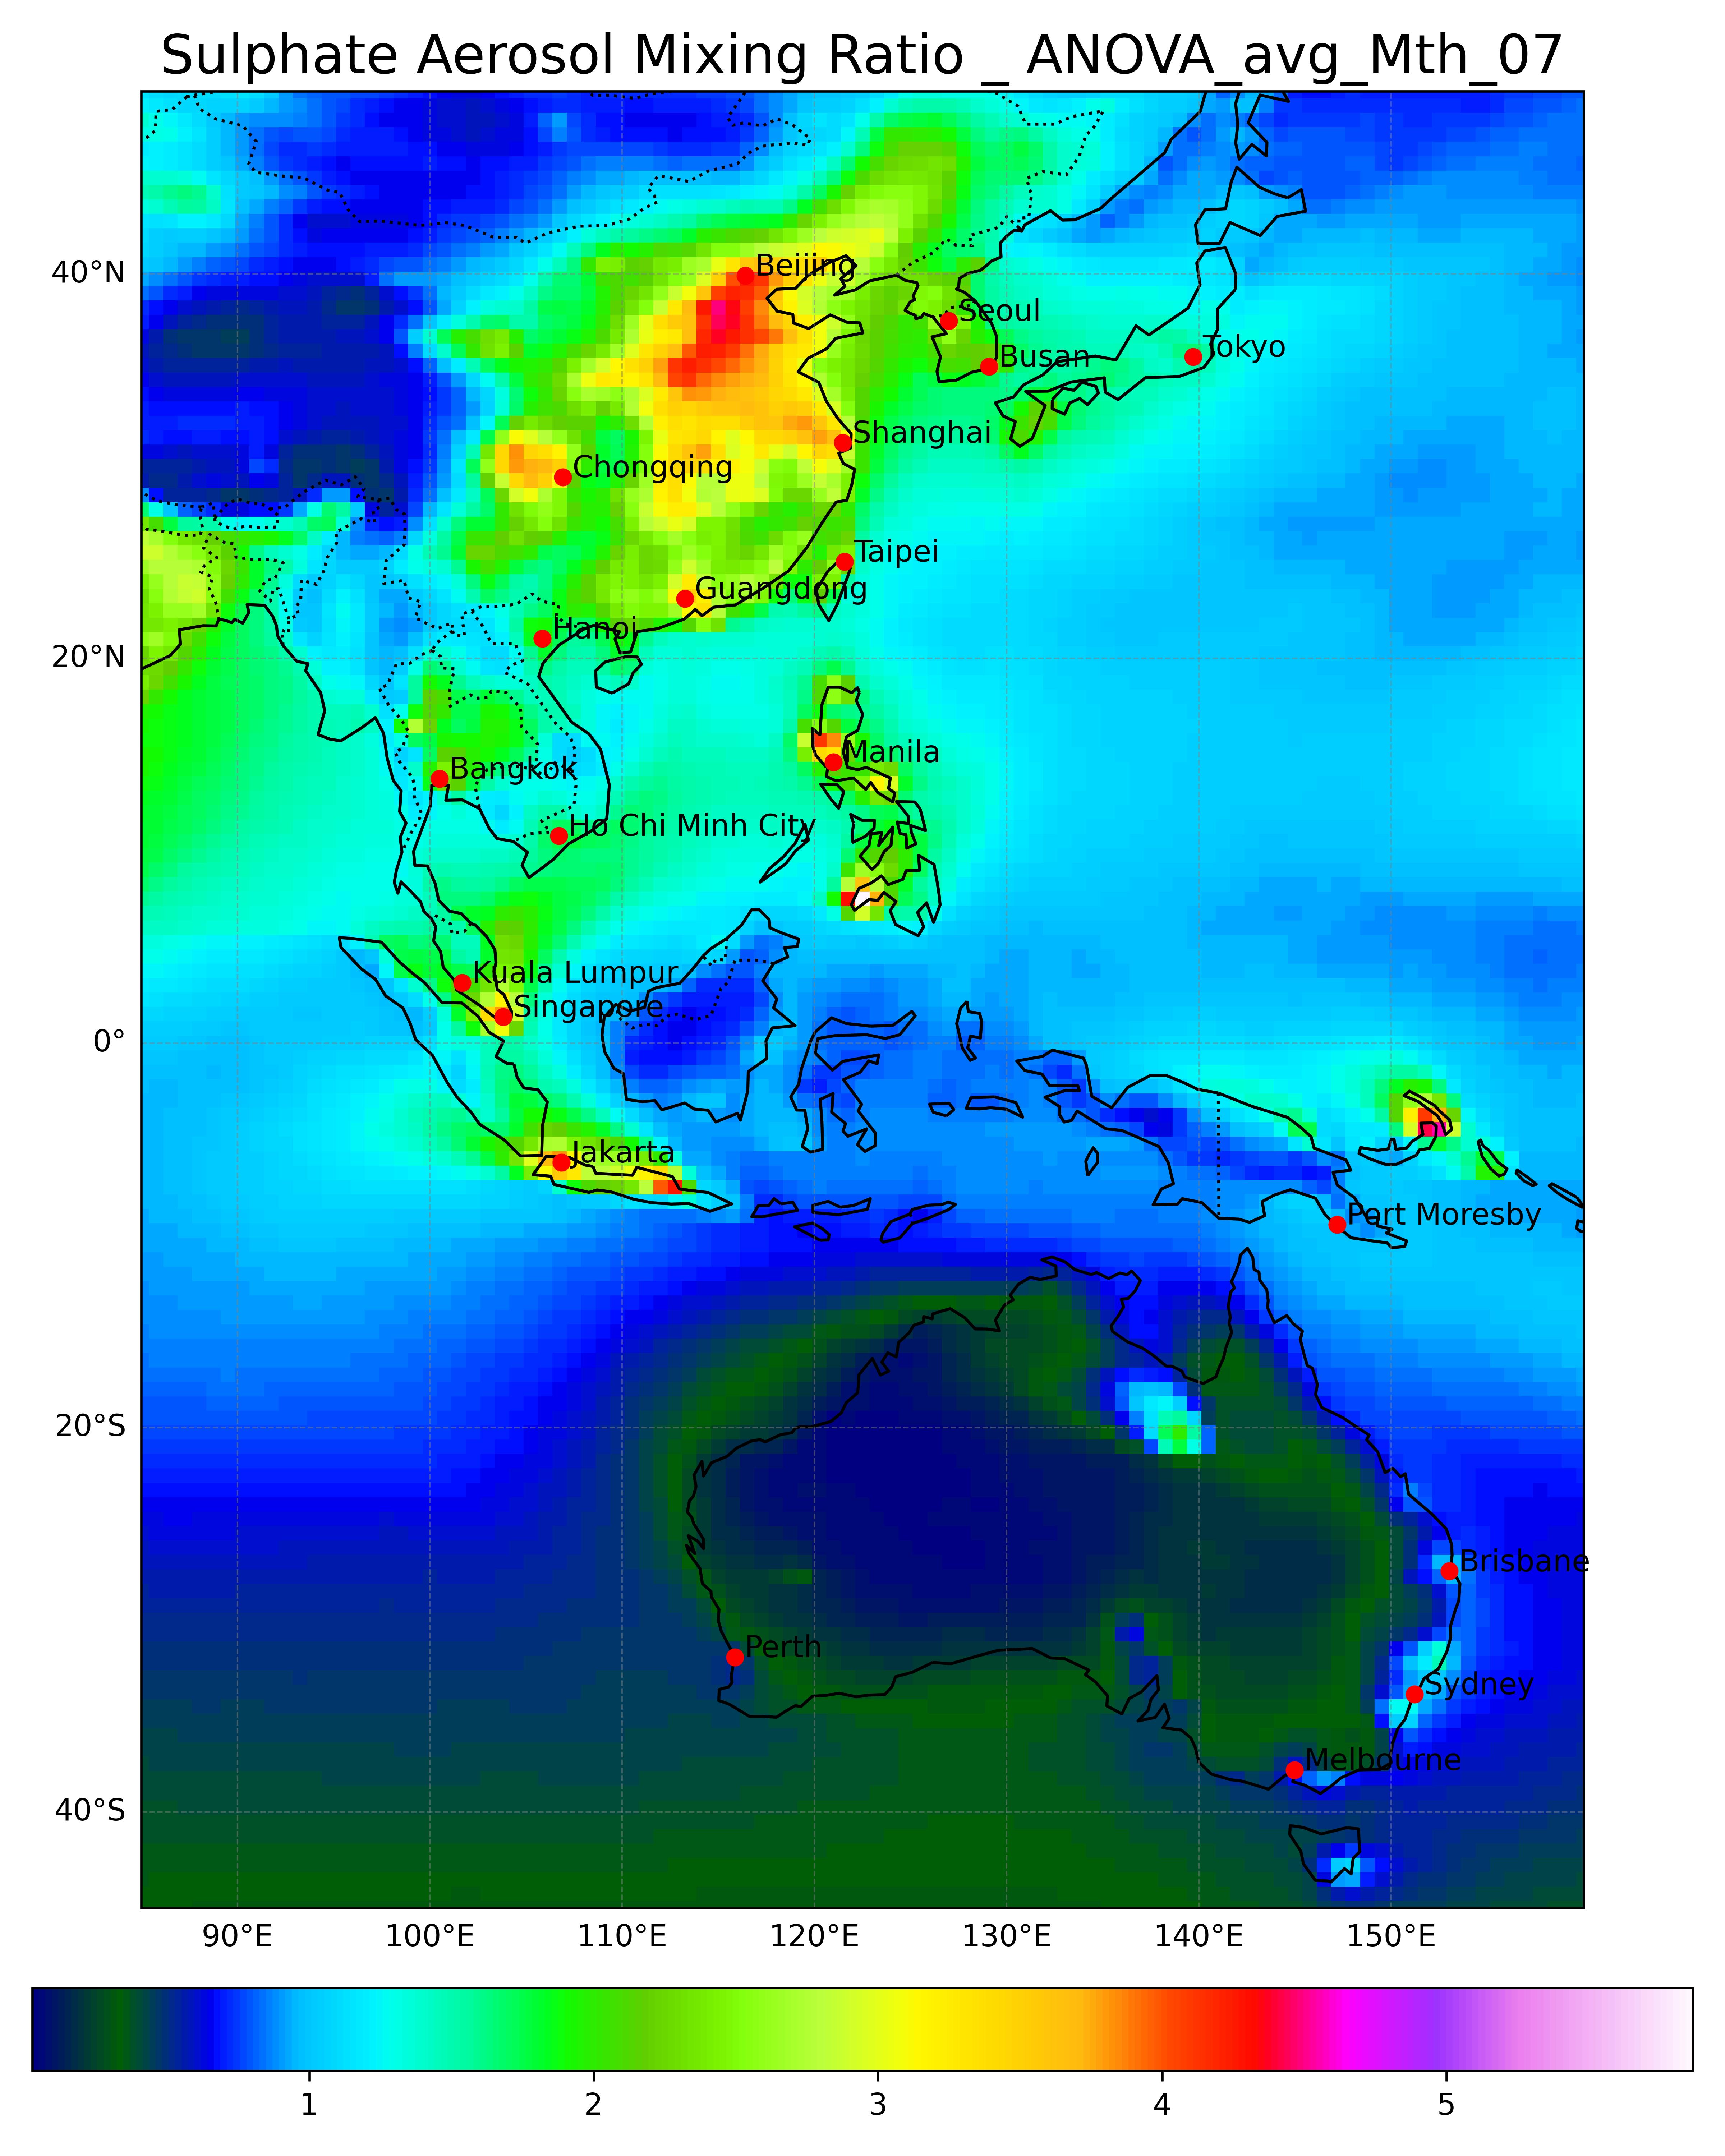 Sulphate Aerosol Mixing Ratio _ ANOVA_avg_Mth_07
40°N
20°N
0°
20°S
40°S
Beijing
Seoul
Busan
Tokyo
Shanghai
Chongqing
Taipei
Guangdong
Hanoi
Manila
Bangkok
Ho Chi Minh City
Kuala Lumpur
Singapore
Jakarta
Port Moresby
Brisbane
Perth
Sydney
Melbourne
90°E 100°E 110°E 120°E 130°E 140°E 150°E
1 2 3 4 5